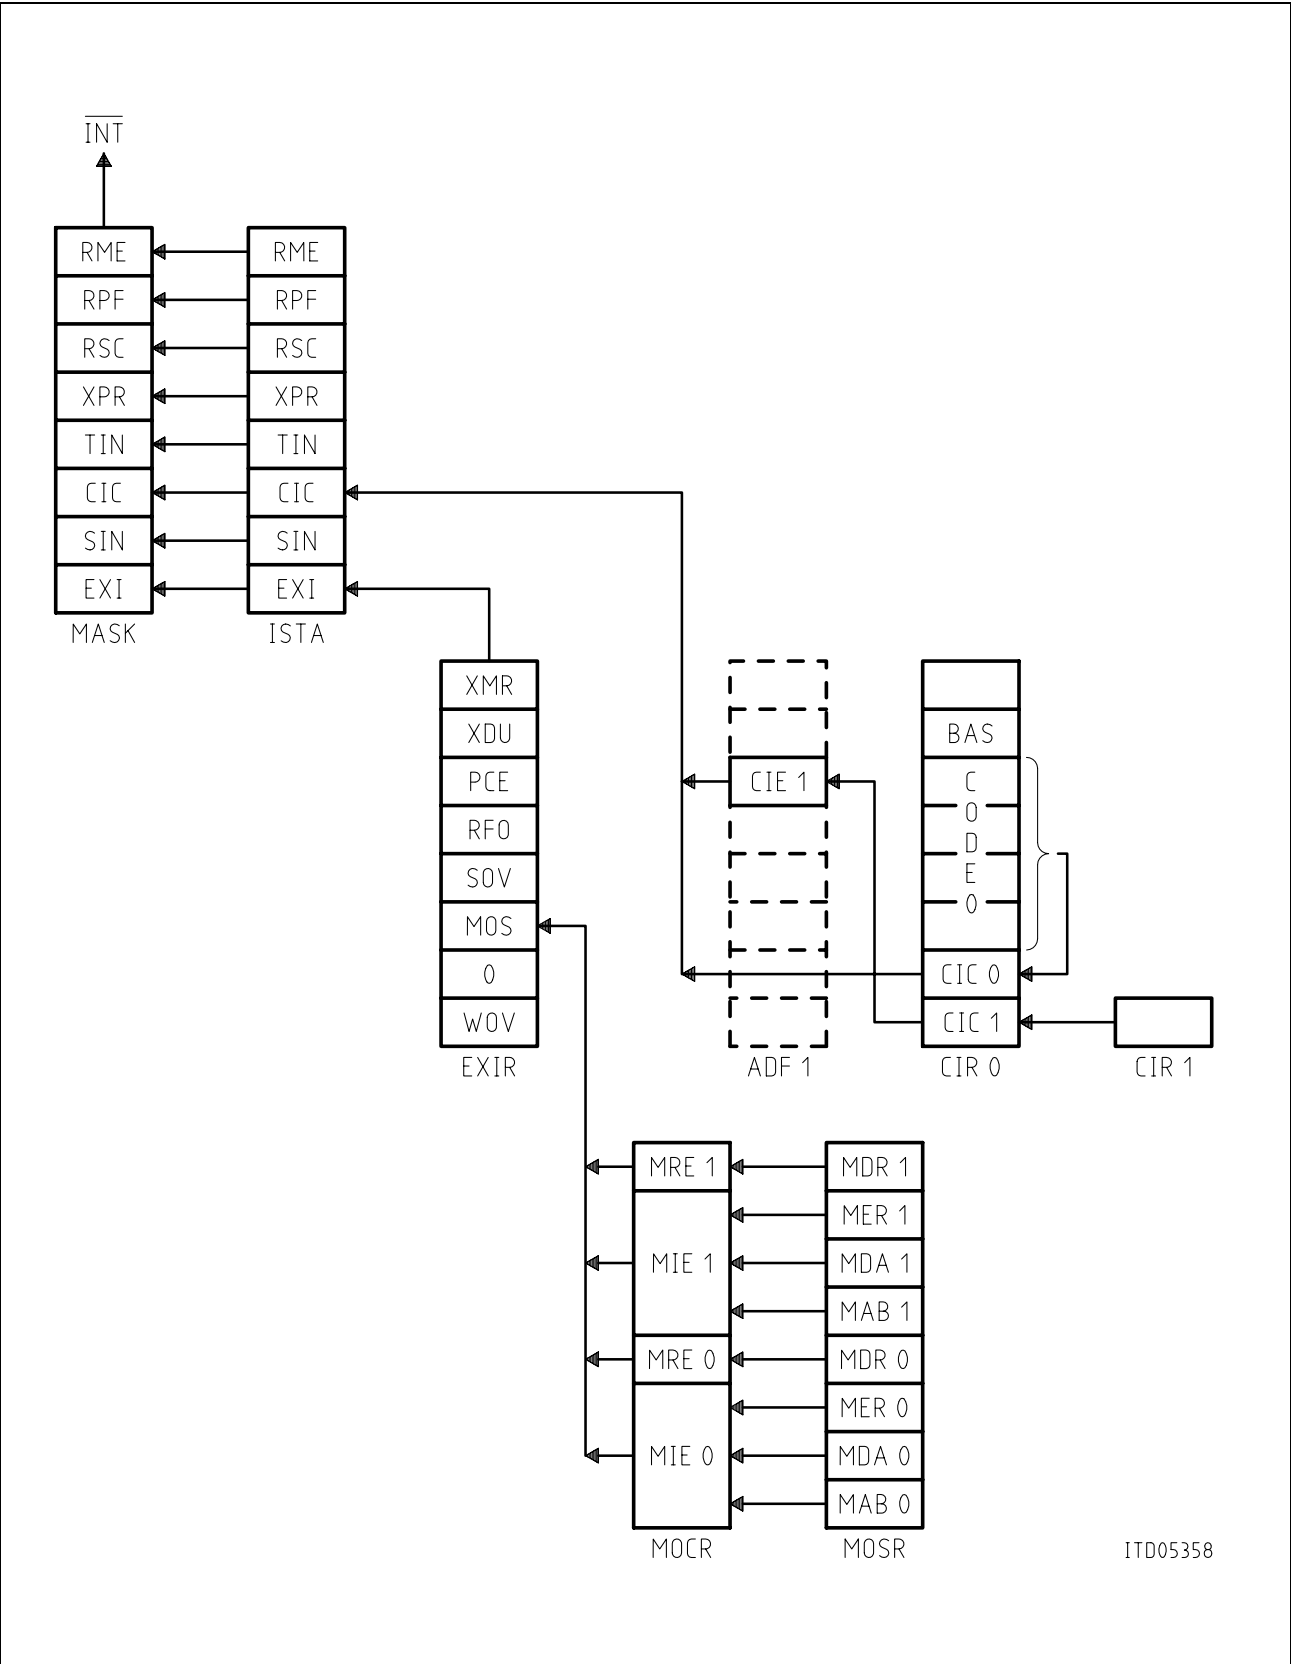 INT
RME RME
RPF RPF
RSC RSC
XPR XPR
TIN TIN
CIC CIC
SIN SIN
EXI EXI
MASK ISTA
XMR
XDU BAS
PCE CIE 1 C
RFO O
D
SOV E
MOS O
0 CIC 0
WOV CIC 1
EXIR ADF 1 CIR 0 CIR 1
MRE 1 MDR 1
MER 1
MIE 1 MDA 1
MAB 1
MRE 0 MDR 0
MER 0
MIE 0 MDA 0
MAB 0
MOCR MOSR
ITD05358